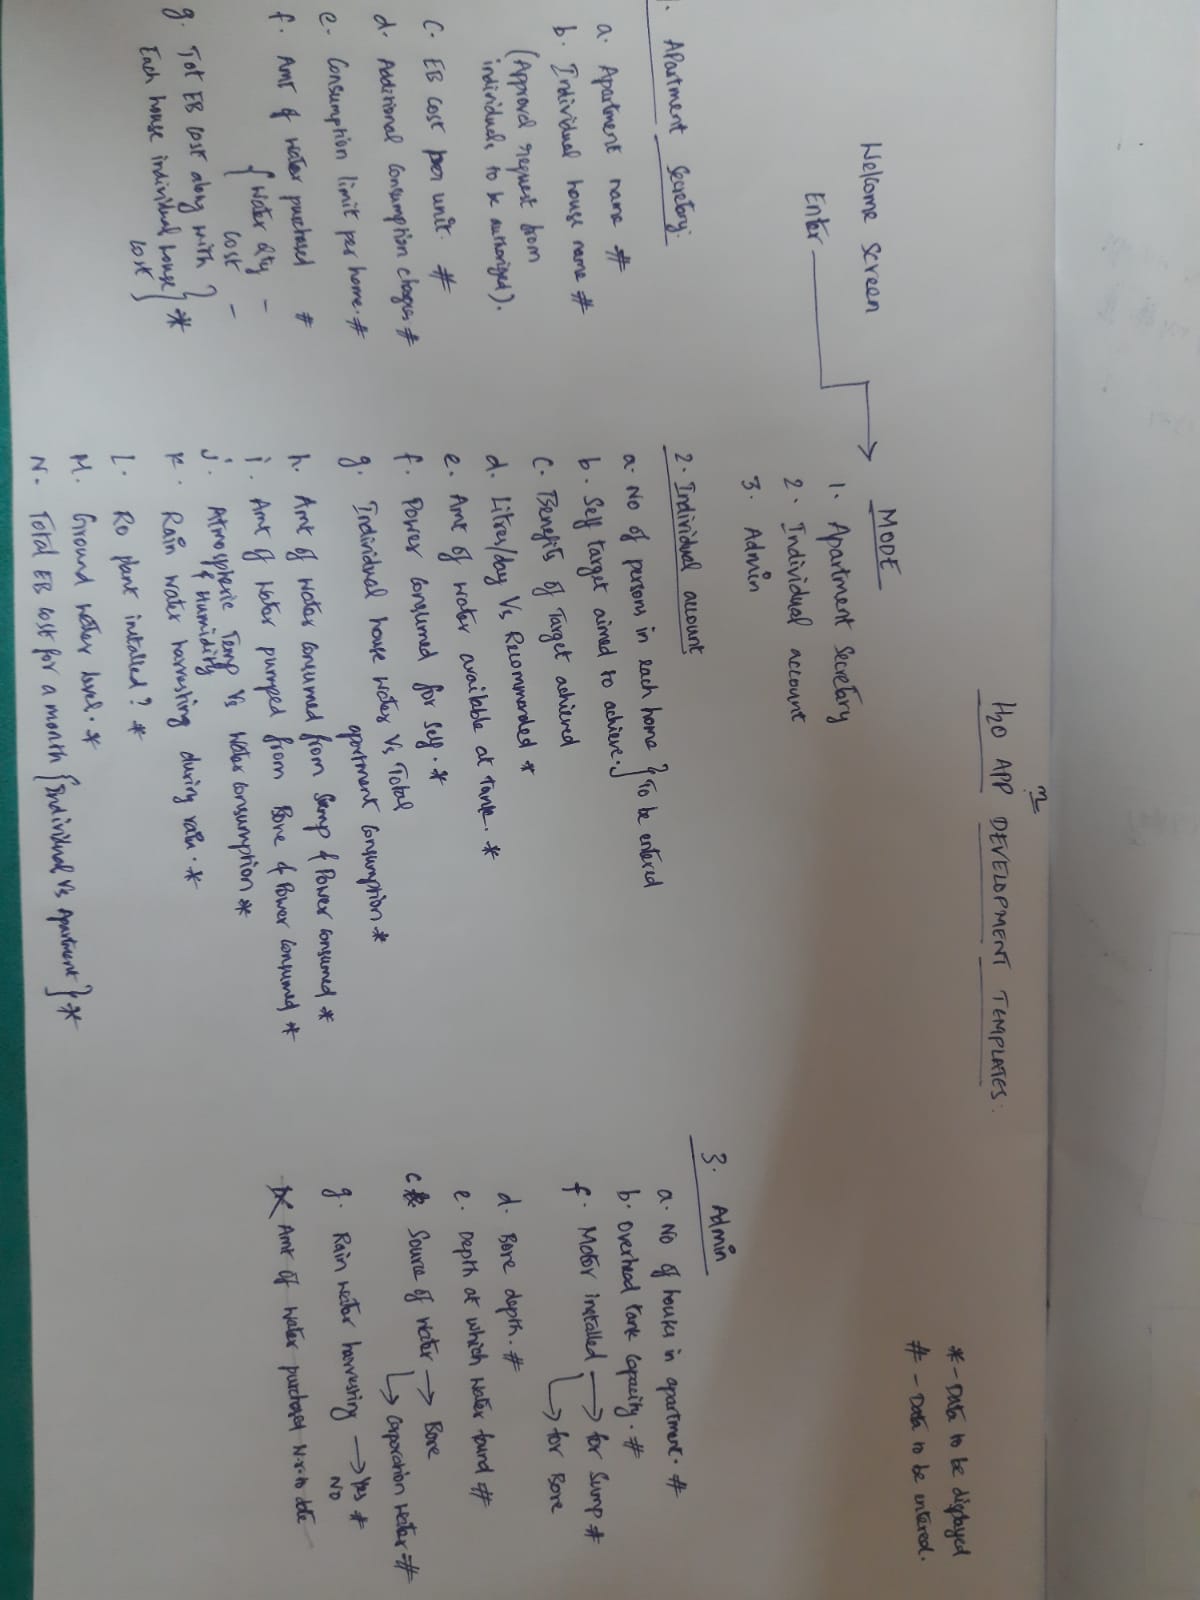 H2O APP DEVELOPMENT TEMPLATES:
* - Data to be displayed
# - Data to be entered.
Welcome Screen
Enter
MODE
1. Apartment Secretary
2. Individual account
3. Admin
1. Apartment Secretary:
a. Apartment name #
b. Individual house name #
(Approval request from
individuals to be authorized).
c. EB cost per unit. #
d. Additional consumption charges #
e. Consumption limit per home. #
f. Amt of water purchased #
{ Water qty -
cost -
g. Tot EB cost along with }
Each house individual house } *
cost }
2. Individual account
a. No of persons in each home } To be entered
b. Self target aimed to achieve.
c. Benefits of Target achieved
d. Litres/day Vs Recommended *
e. Amt of water available at tank. *
f. Power consumed for self. *
g. Individual house water Vs Total
apartment consumption *
h. Amt of water consumed from Sump & Power consumed *
i. Amt of water pumped from Bore & Power consumed *
j. Atmospheric Temp Vs Water consumption *
& Humidity
k. Rain water harvesting during rain. *
l. RO plant installed? *
M. Ground water level. *
N. Total EB cost for a month { Individual Vs Apartment } *
3. Admin
a. No of houses in apartment. #
b. Overhead tank capacity. #
f. Motor installed → for Sump #
→ for Bore
d. Bore depth. #
e. Depth at which water found #
c Source of water → Bore
→ Corporation water #
g. Rain water harvesting → Yes #
NO
Amt of water purchased w.r.to date